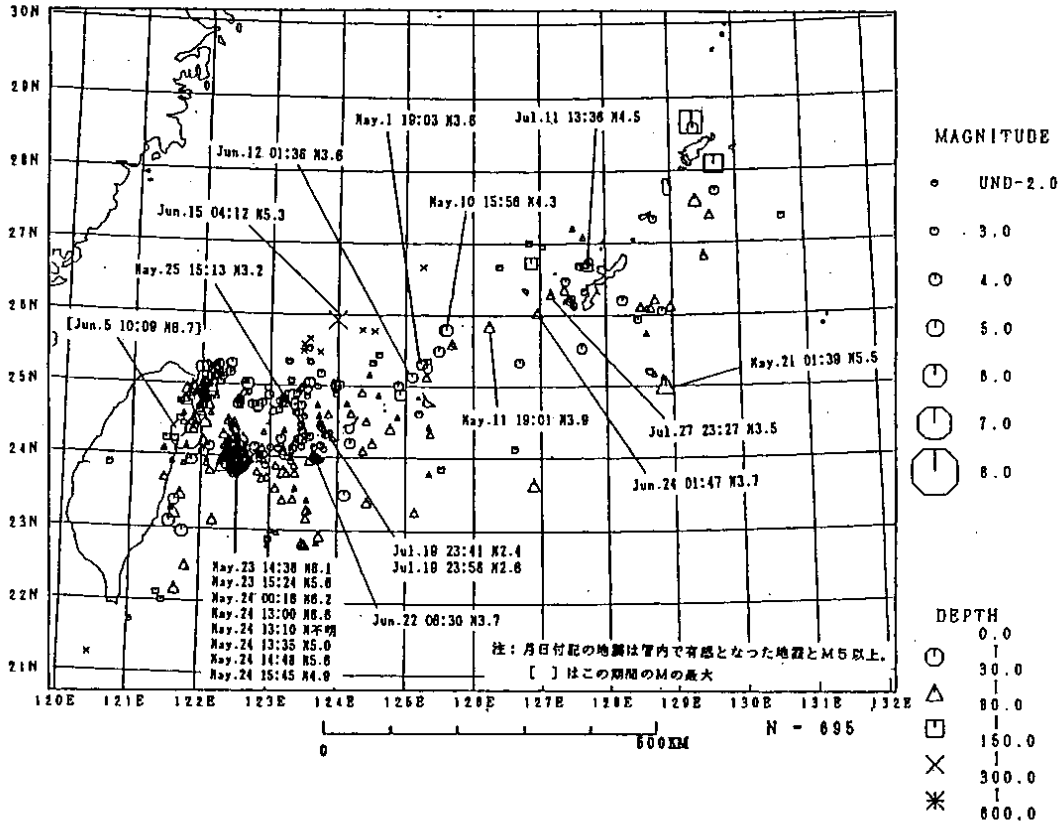 30N
29N
28N
27N
26N
25N
24N
23N
22N
21N
May.1 19:03 M3.6
Jul.11 13:36 M4.5
Jun.12 01:36 M3.6
May.10 15:56 M4.3
Jun.15 04:12 M5.3
May.25 15:13 M3.2
[Jun.5 10:09 M6.7]
May.21 01:39 M5.5
May.11 19:01 M3.9
Jul.27 23:27 M3.5
Jun.24 01:47 M3.7
Jul.19 23:41 M2.4
Jul.19 23:58 M2.6
Jun.22 06:30 M3.7
May.23 14:36 M6.1
May.23 15:24 M5.6
May.24 00:16 M6.2
May.24 13:00 M6.6
May.24 13:10 M不明
May.24 13:35 M5.0
May.24 14:48 M5.6
May.24 15:45 M4.9
注：月日付記の地震は管内で有感となった地震とM5以上。
[ ] はこの期間のMの最大
120E 121E 122E 123E 124E 125E 126E 127E 128E 129E 130E 131E 132E
0 500KM
N - 695
MAGNITUDE
UND-2.0
3.0
4.0
5.0
6.0
7.0
8.0
DEPTH
0.0
30.0
80.0
150.0
300.0
600.0